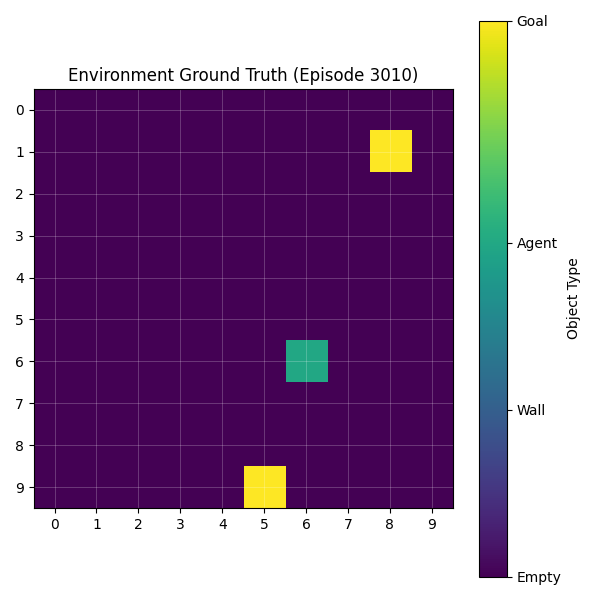 Environment Ground Truth (Episode 3010)
0
1
2
3
4
5
6
7
8
9
0 1 2 3 4 5 6 7 8 9
Goal
Agent
Wall
Empty
Object Type